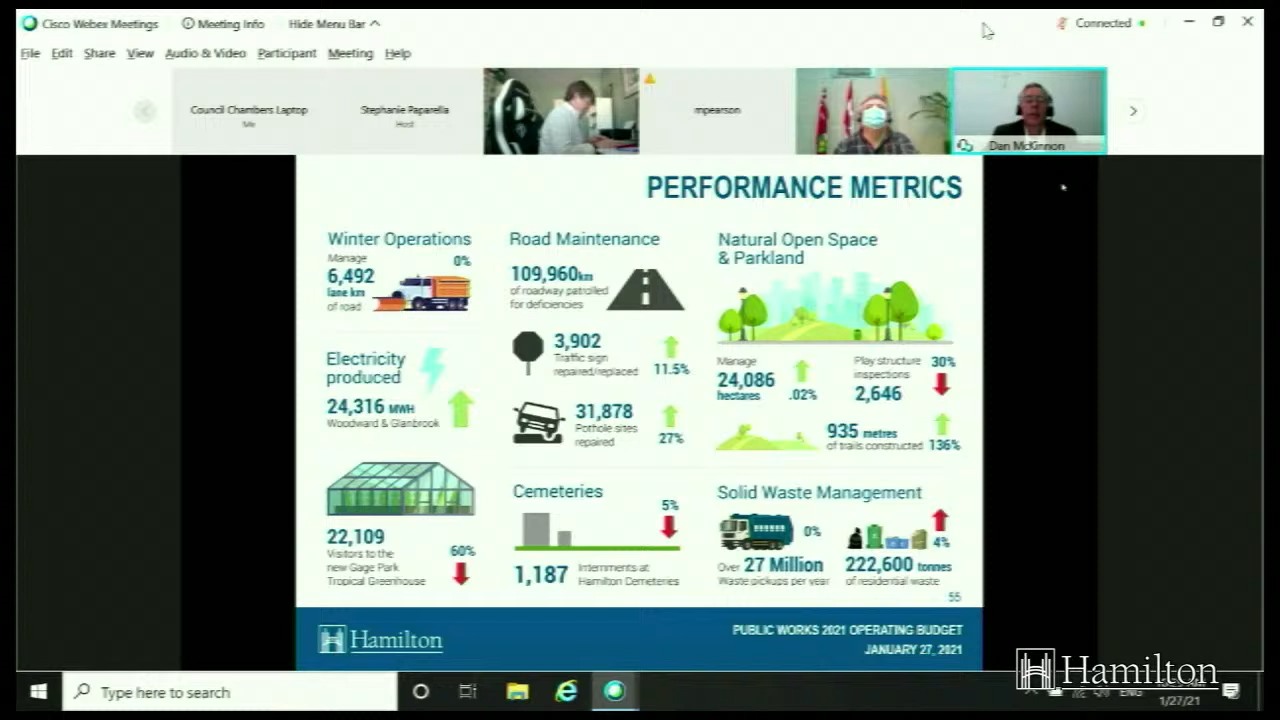 Cisco Webex Meetings
Meeting Info
Hide Menu Bar
Connected
File Edit Share View Audio & Video Participant Meeting Help
Council Chambers Laptop
Me
Stephanie Paparella
Host
mpearson
Dan McKinnon
PERFORMANCE METRICS
Winter Operations
Manage
0%
6,492
lane km
of road
Electricity
produced
24,316 MWH
Woodward & Glanbrook
22,109
Visitors to the
new Gage Park
Tropical Greenhouse
60%
Road Maintenance
109,960km
of roadway patrolled
for deficiencies
3,902
Traffic sign
repaired/replaced
11.5%
31,878
Pothole sites
repaired
27%
Cemeteries
5%
1,187
Internments at
Hamilton Cemeteries
Natural Open Space
& Parkland
Manage
24,086
hectares
.02%
Play structure
inspections
2,646
30%
935 metres
of trails constructed
136%
Solid Waste Management
0%
Over 27 Million
Waste pickups per year
4%
222,600 tonnes
of residential waste
55
Hamilton
PUBLIC WORKS 2021 OPERATING BUDGET
JANUARY 27, 2021
Hamilton
Type here to search
ENG
1/27/21